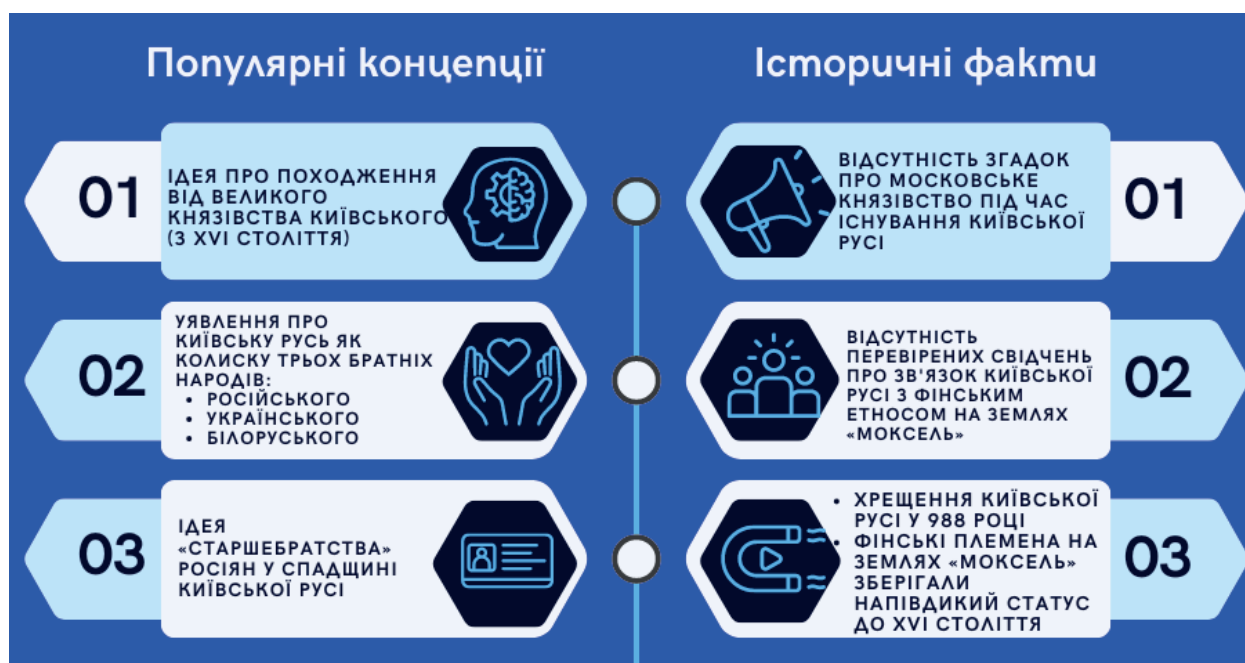 Популярні концепції
Історичні факти
01
ІДЕЯ ПРО ПОХОДЖЕННЯ
ВІД ВЕЛИКОГО
КНЯЗІВСТВА КИЇВСЬКОГО
(З XVI СТОЛІТТЯ)
ВІДСУТНІСТЬ ЗГАДОК
ПРО МОСКОВСЬКЕ
КНЯЗІВСТВО ПІД ЧАС
ІСНУВАННЯ КИЇВСЬКОЇ
РУСІ
01
02
УЯВЛЕННЯ ПРО
КИЇВСЬКУ РУСЬ ЯК
КОЛИСКУ ТРЬОХ БРАТНІХ
НАРОДІВ:
• РОСІЙСЬКОГО
• УКРАЇНСЬКОГО
• БІЛОРУСЬКОГО
ВІДСУТНІСТЬ
ПЕРЕВІРЕНИХ СВІДЧЕНЬ
ПРО ЗВ'ЯЗОК КИЇВСЬКОЇ
РУСІ З ФІНСЬКИМ
ЕТНОСОМ НА ЗЕМЛЯХ
«МОКСЕЛЬ»
02
03
ІДЕЯ
«СТАРШЕБРАТСТВА»
РОСІЯН У СПАДЩИНІ
КИЇВСЬКОЇ РУСІ
• ХРЕЩЕННЯ КИЇВСЬКОЇ
РУСІ У 988 РОЦІ
• ФІНСЬКІ ПЛЕМЕНА НА
ЗЕМЛЯХ «МОКСЕЛЬ»
ЗБЕРІГАЛИ
НАПІВДИКИЙ СТАТУС
ДО XVI СТОЛІТТЯ
03